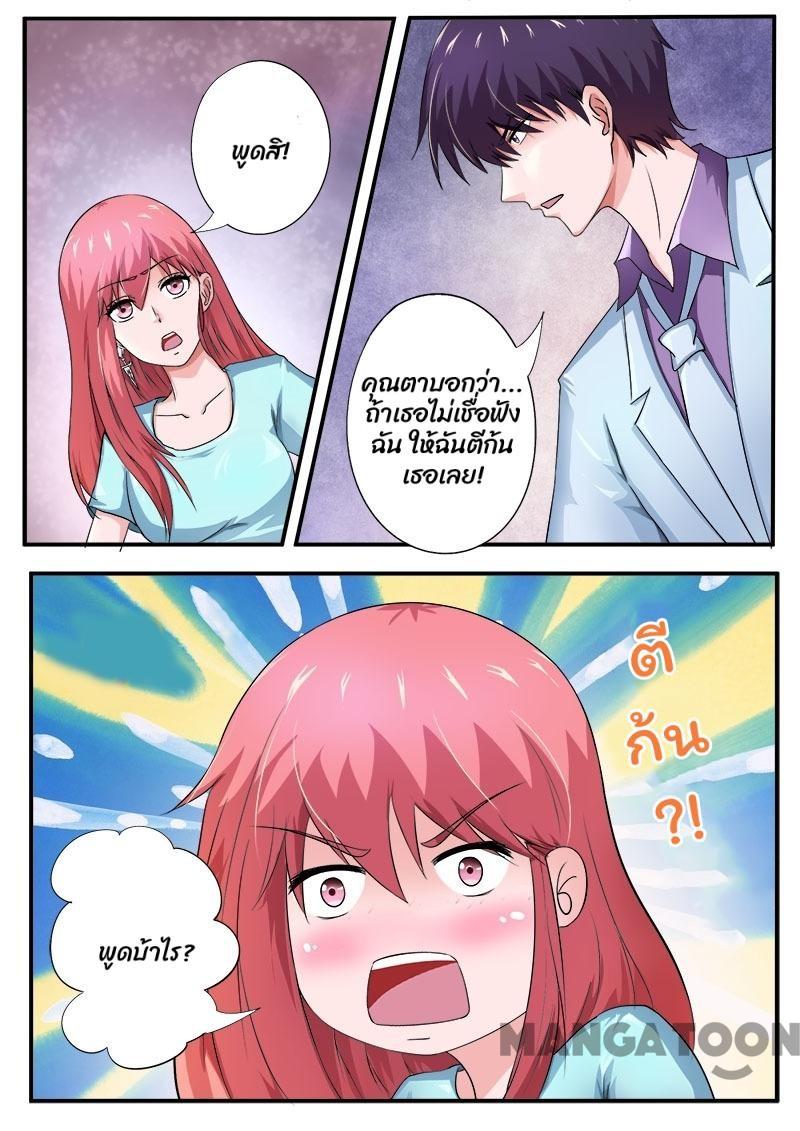 พูดสิ!
คุณตาบอกว่า...
ถ้าเธอไม่เชื่อฟัง
ฉัน ให้ฉันตีก้น
เธอเลย!
ตี
ก้น
?!
พูดบ้าไร?
MANGATOON